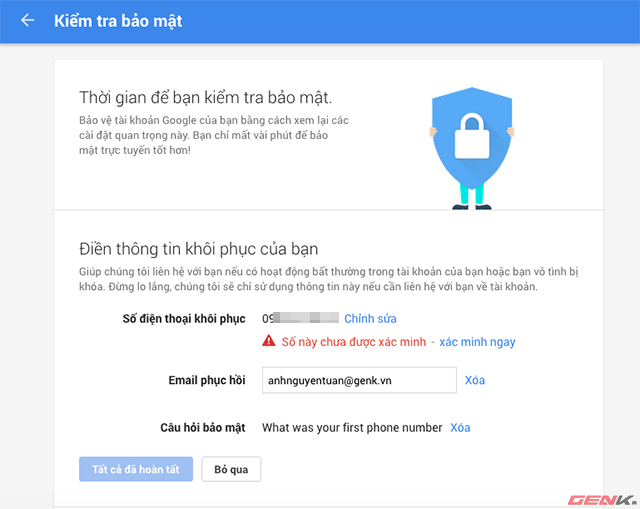 Kiểm tra bảo mật
Thời gian để bạn kiểm tra bảo mật.
Bảo vệ tài khoản Google của bạn bằng cách xem lại các
cài đặt quan trọng này. Bạn chỉ mất vài phút để bảo
mật trực tuyến tốt hơn!
Điền thông tin khôi phục của bạn
Giúp chúng tôi liên hệ với bạn nếu có hoạt động bất thường trong tài khoản của bạn hoặc bạn vô tình bị
khóa. Đừng lo lắng, chúng tôi sẽ chỉ sử dụng thông tin này nếu cần liên hệ với bạn về tài khoản.
Số điện thoại khôi phục 09 Chỉnh sửa
Số này chưa được xác minh - xác minh ngay
Email phục hồi anhnguyentuan@genk.vn Xóa
Câu hỏi bảo mật What was your first phone number Xóa
Tất cả đã hoàn tất Bỏ qua
GENK